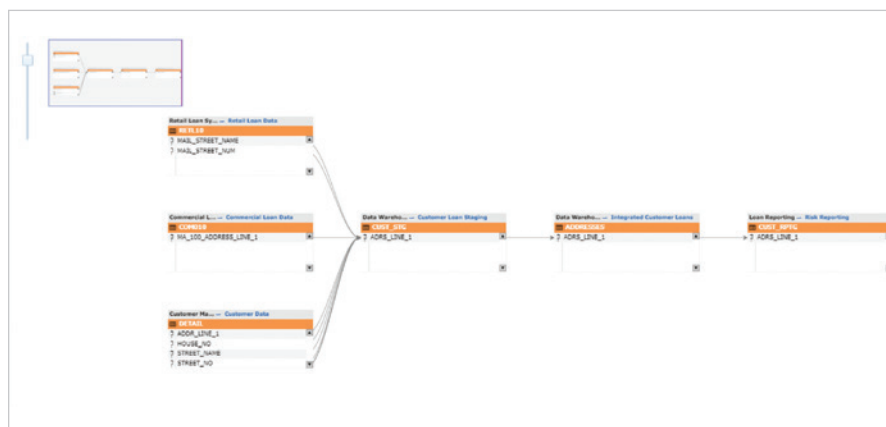 Retail Loan Sy... — Retail Loan Data
MAIL_STREET_NAME
MAIL_STREET_NUM
Commercial L... — Commercial Loan Data
MA_100_ADDRESS_LINE_1
Customer Ma... — Customer Data
DETAIL
ADDR_LINE_1
HOUSE_NO
STREET_NAME
STREET_NO
Data Wareho... — Customer Loan Staging
CUST_STG
ADRS_LINE_1
Data Wareho... — Integrated Customer Loans
ADDRESSES
ADRS_LINE_1
Loan Reporting — Risk Reporting
CUST_RPTG
ADRS_LINE_1